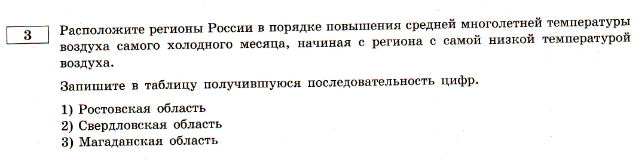 3
Расположите регионы России в порядке повышения средней многолетней температуры
воздуха самого холодного месяца, начиная с региона с самой низкой температурой
воздуха.
Запишите в таблицу получившуюся последовательность цифр.
1) Ростовская область
2) Свердловская область
3) Магаданская область